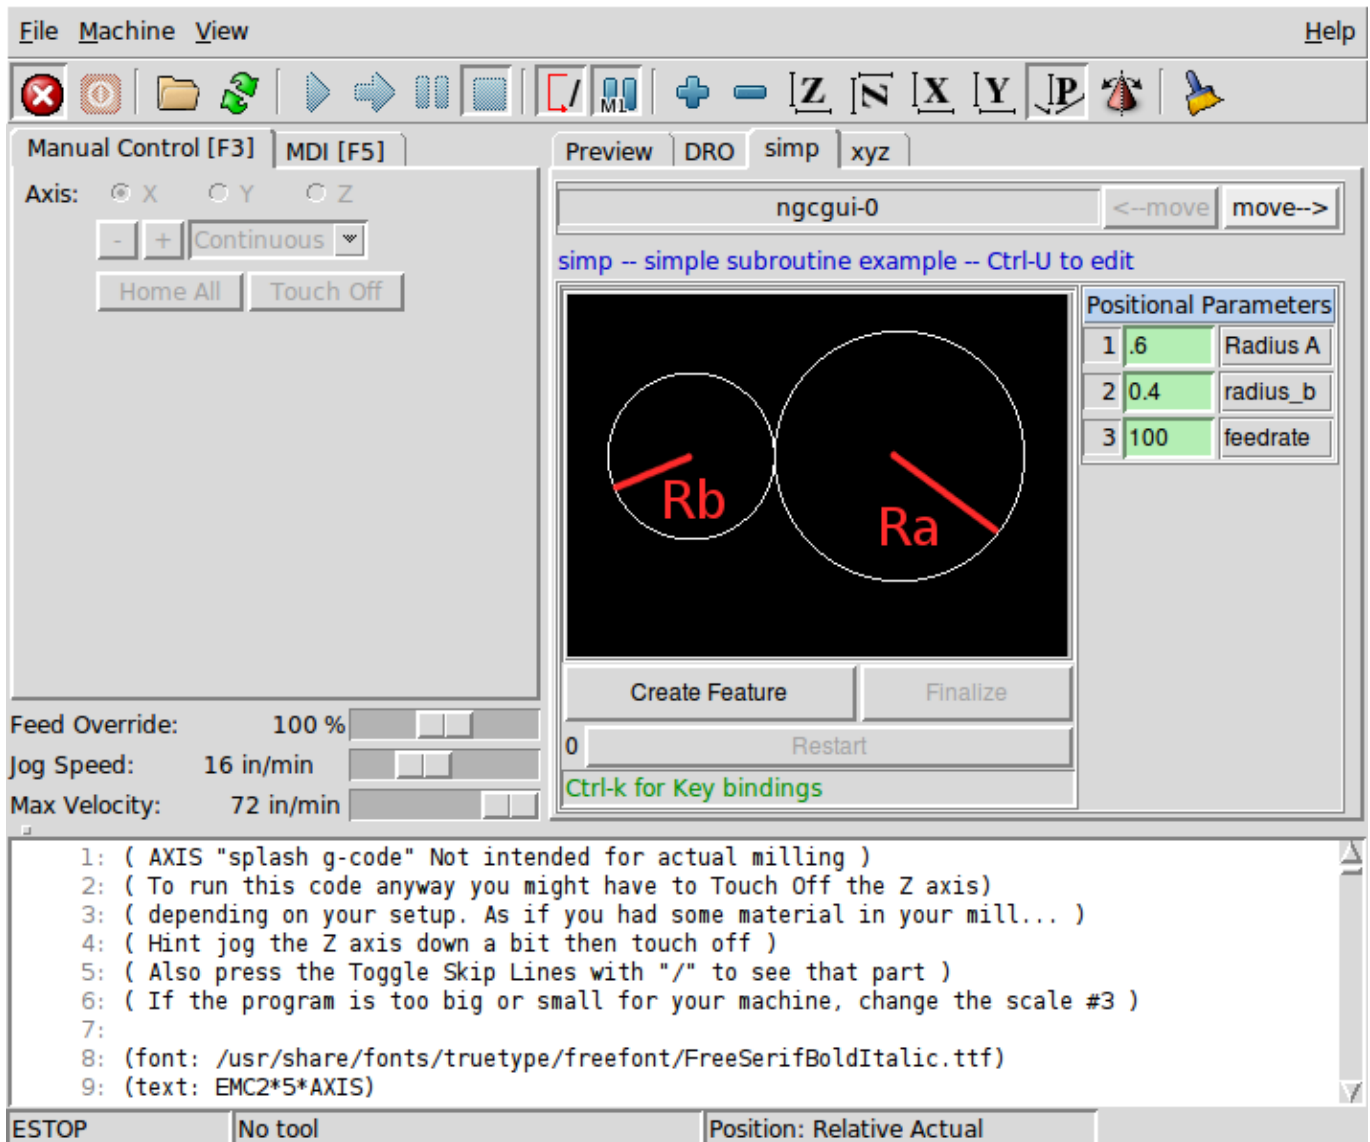 File Machine View Help
M1 Z N X Y P
Manual Control [F3] MDI [F5]
Preview DRO simp xyz
Axis: X Y Z
- + Continuous
Home All Touch Off
ngcgui-0 <--move move-->
simp -- simple subroutine example -- Ctrl-U to edit
Rb
Ra
Positional Parameters
1 .6 Radius A
2 0.4 radius_b
3 100 feedrate
Create Feature Finalize
0 Restart
Ctrl-k for Key bindings
Feed Override: 100 %
Jog Speed: 16 in/min
Max Velocity: 72 in/min
1: ( AXIS "splash g-code" Not intended for actual milling )
2: ( To run this code anyway you might have to Touch Off the Z axis)
3: ( depending on your setup. As if you had some material in your mill... )
4: ( Hint jog the Z axis down a bit then touch off )
5: ( Also press the Toggle Skip Lines with "/" to see that part )
6: ( If the program is too big or small for your machine, change the scale #3 )
7:
8: (font: /usr/share/fonts/truetype/freefont/FreeSerifBoldItalic.ttf)
9: (text: EMC2*5*AXIS)
ESTOP No tool Position: Relative Actual